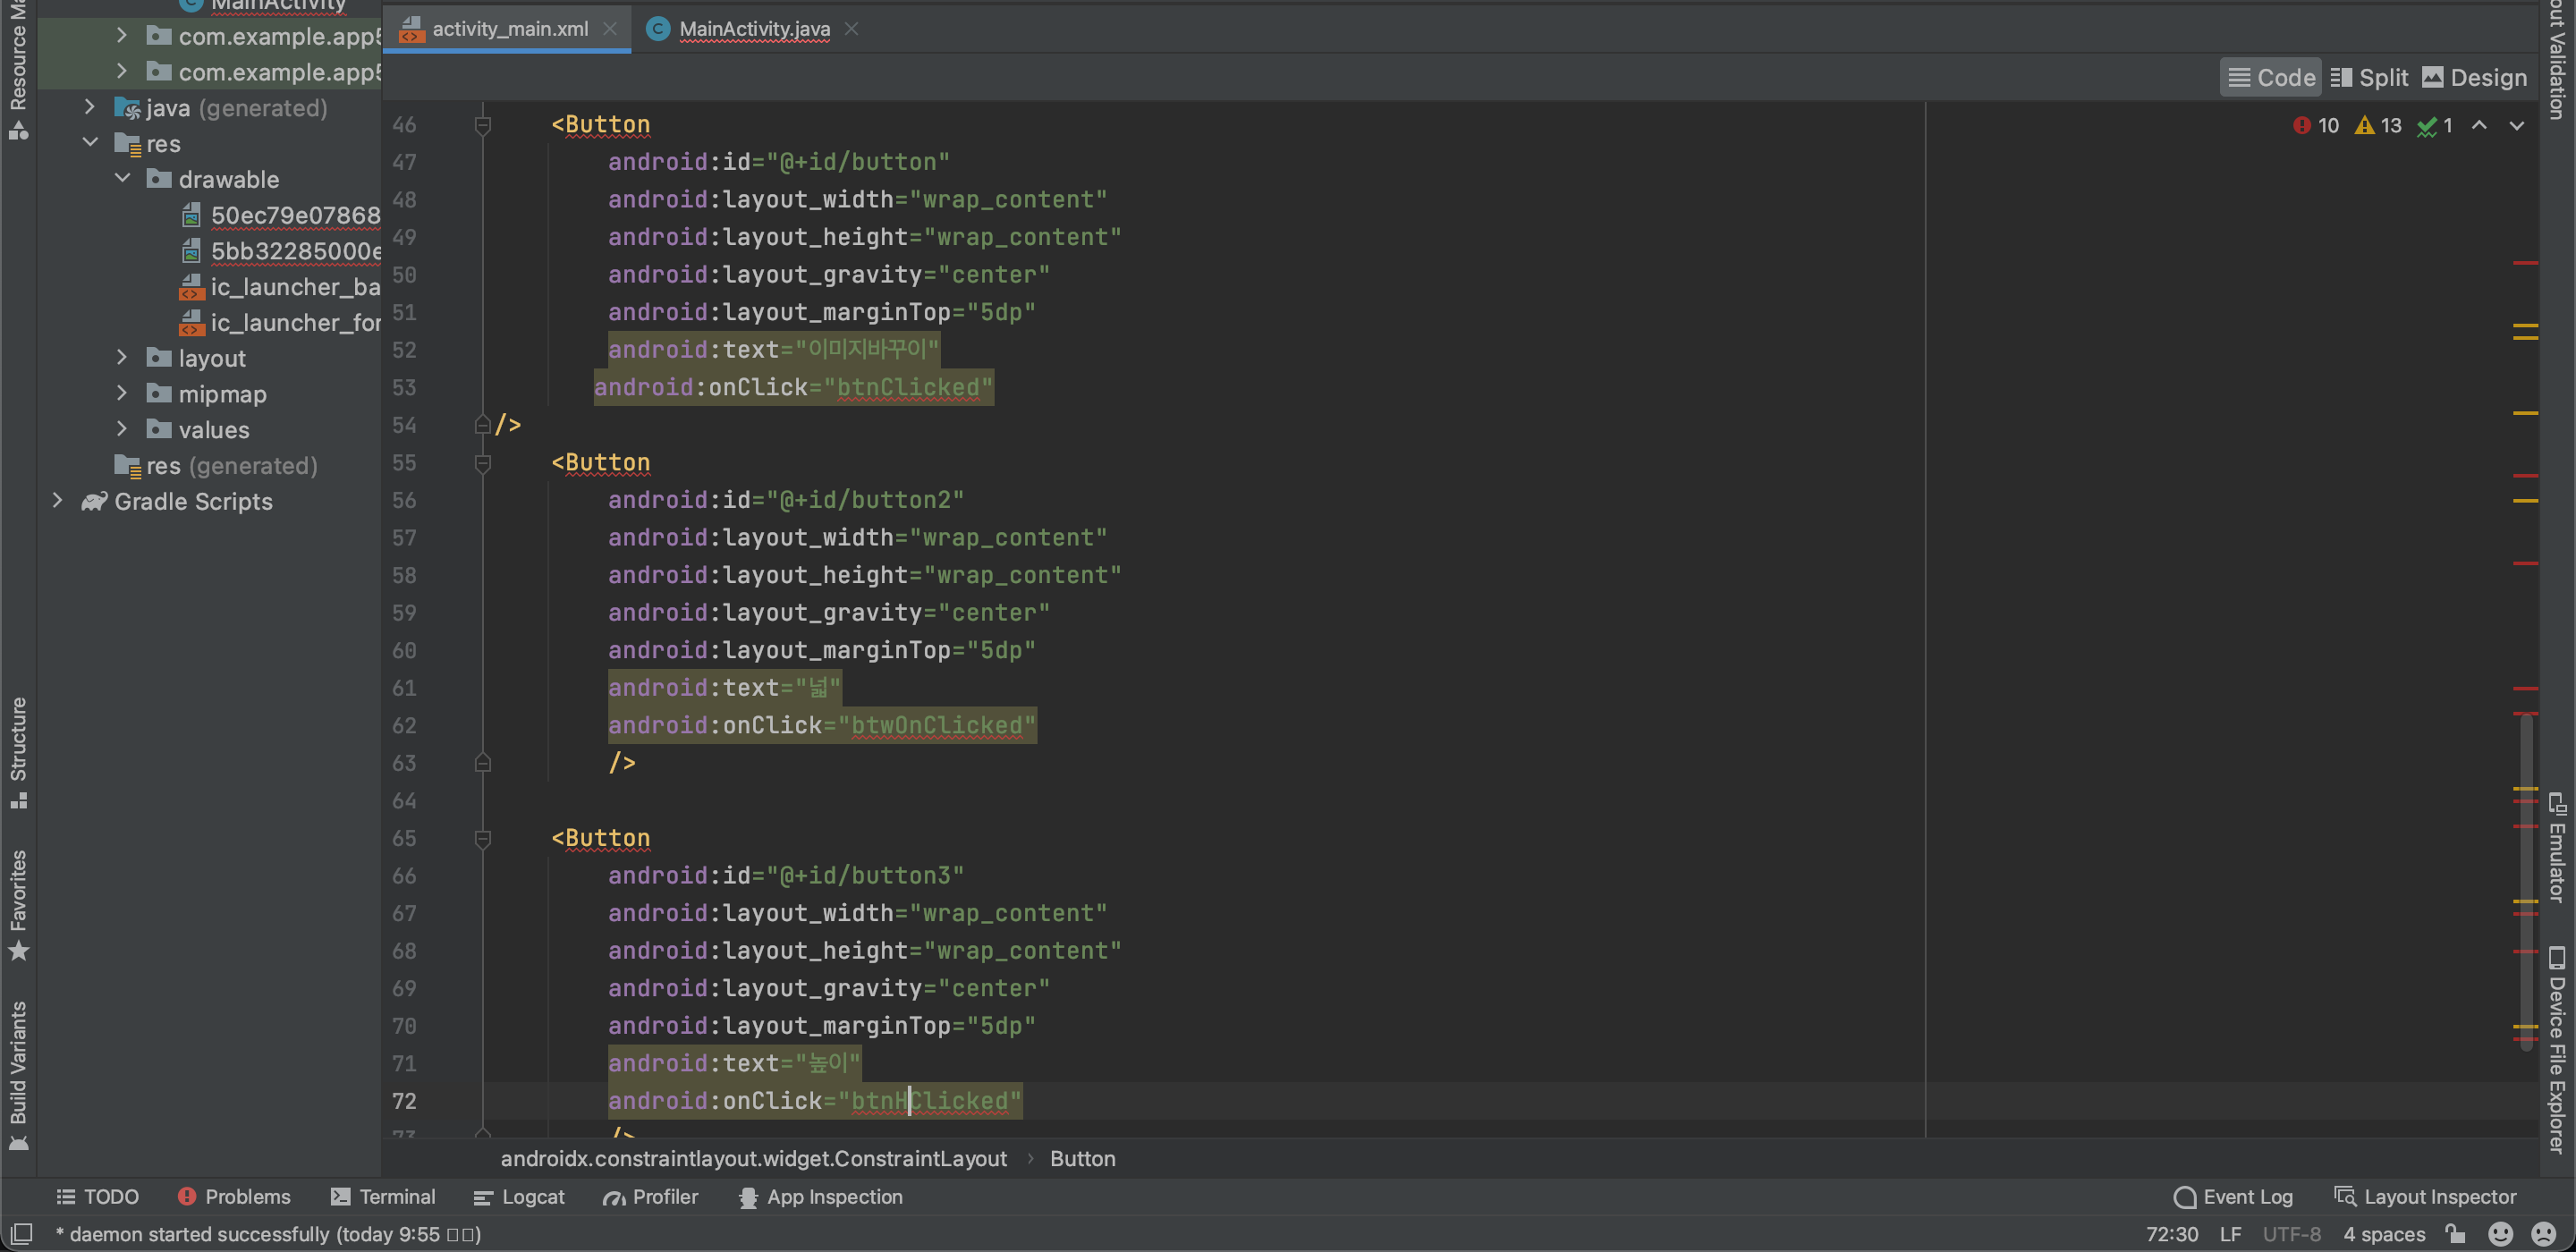 MainActivity
activity_main.xml
MainActivity.java
Resource Ma
com.example.app5
com.example.app5
java (generated)
res
drawable
50ec79e07868
5bb32285000e
ic_launcher_ba
ic_launcher_for
layout
mipmap
values
res (generated)
Gradle Scripts
Structure
Favorites
Build Variants
Code
Split
Design
10
13
1
46 <Button
47 android:id="@+id/button"
48 android:layout_width="wrap_content"
49 android:layout_height="wrap_content"
50 android:layout_gravity="center"
51 android:layout_marginTop="5dp"
52 android:text="이미지바꾸이"
53 android:onClick="btnClicked"
54 />
55 <Button
56 android:id="@+id/button2"
57 android:layout_width="wrap_content"
58 android:layout_height="wrap_content"
59 android:layout_gravity="center"
60 android:layout_marginTop="5dp"
61 android:text="넓"
62 android:onClick="btwOnClicked"
63 />
64
65 <Button
66 android:id="@+id/button3"
67 android:layout_width="wrap_content"
68 android:layout_height="wrap_content"
69 android:layout_gravity="center"
70 android:layout_marginTop="5dp"
71 android:text="높이"
72 android:onClick="btnHClicked"
73 />
out Validation
Emulator
Device File Explorer
androidx.constraintlayout.widget.ConstraintLayout › Button
TODO
Problems
Terminal
Logcat
Profiler
App Inspection
Event Log
Layout Inspector
* daemon started successfully (today 9:55 □□)
72:30
LF
UTF-8
4 spaces